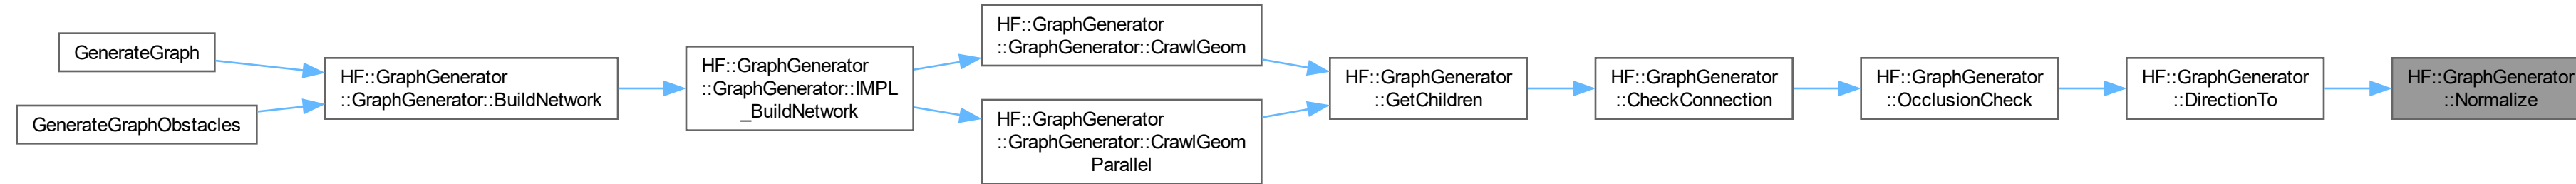 GenerateGraph
GenerateGraphObstacles
HF::GraphGenerator
::GraphGenerator::BuildNetwork
HF::GraphGenerator
::GraphGenerator::IMPL
_BuildNetwork
HF::GraphGenerator
::GraphGenerator::CrawlGeom
HF::GraphGenerator
::GraphGenerator::CrawlGeom
Parallel
HF::GraphGenerator
::GetChildren
HF::GraphGenerator
::CheckConnection
HF::GraphGenerator
::OcclusionCheck
HF::GraphGenerator
::DirectionTo
HF::GraphGenerator
::Normalize